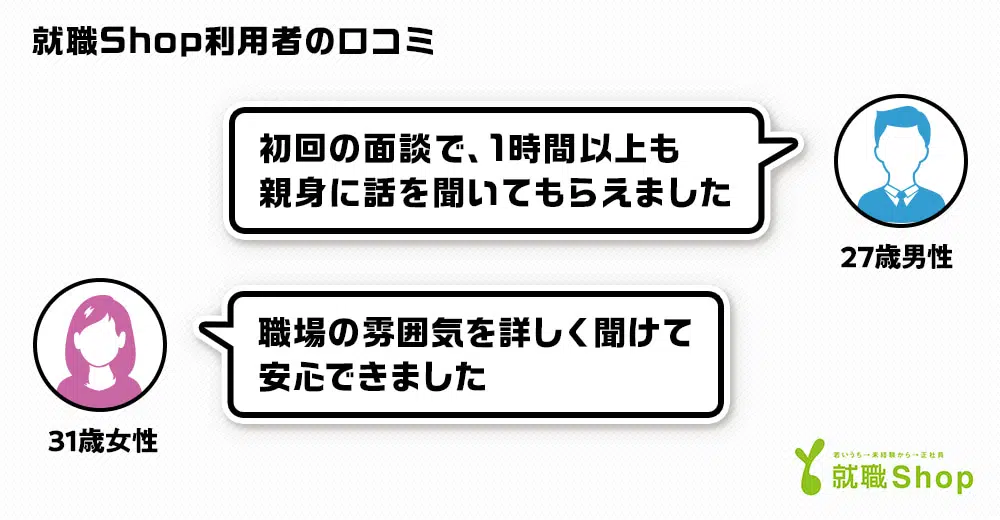 就職Shop利用者の口コミ
初回の面談で、1時間以上も
親身に話を聞いてもらえました
27歳男性
職場の雰囲気を詳しく聞けて
安心できました
31歳女性
若いうち→未経験から→正社員
就職Shop